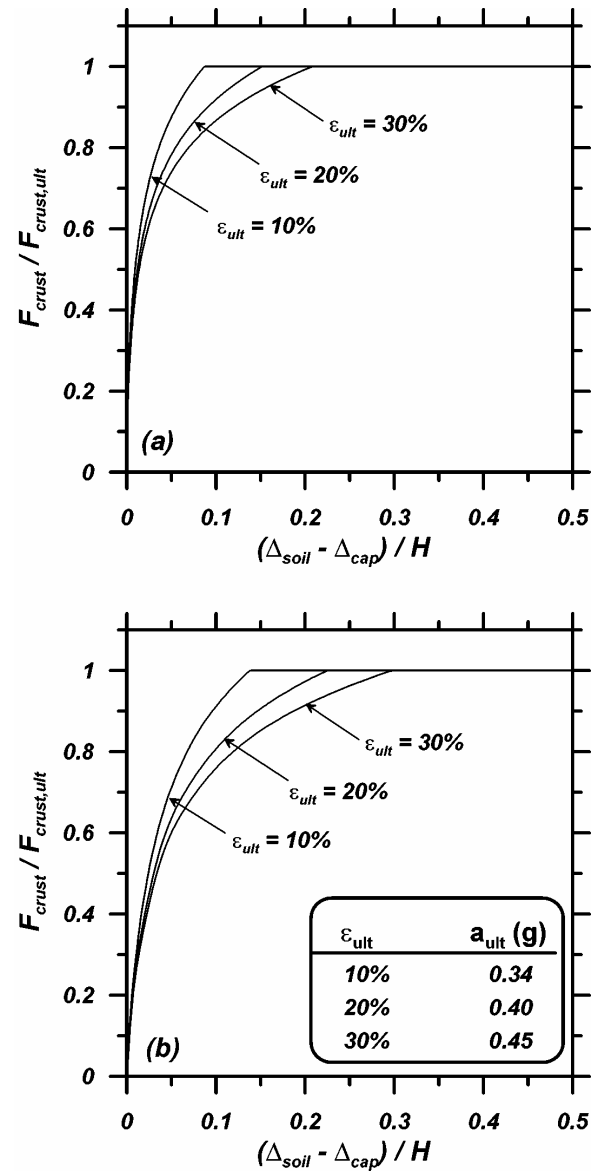 1
0.8
0.6
0.4
0.2
0
F_crust / F_crust,ult
ε_ult = 30%
ε_ult = 20%
ε_ult = 10%
(a)
0 0.1 0.2 0.3 0.4 0.5
(Δ_soil - Δ_cap) / H
1
0.8
0.6
0.4
0.2
0
F_crust / F_crust,ult
ε_ult = 30%
ε_ult = 20%
ε_ult = 10%
ε_ult a_ult (g)
10% 0.34
20% 0.40
30% 0.45
(b)
0 0.1 0.2 0.3 0.4 0.5
(Δ_soil - Δ_cap) / H